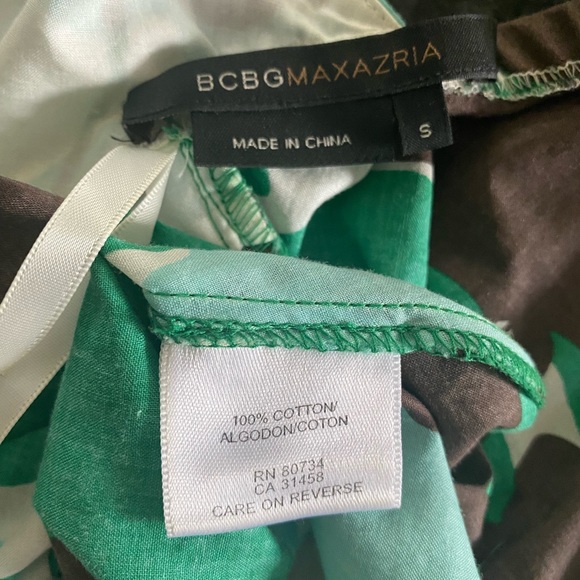 BCBGMAXAZRIA
MADE IN CHINA
S
100% COTTON/
ALGODON/COTON
RN 80734
CA 31458
CARE ON REVERSE